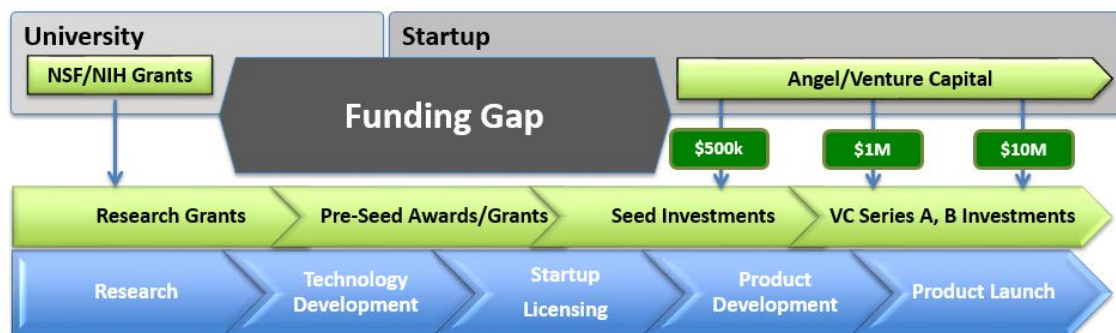 University
Startup
NSF/NIH Grants
Funding Gap
Angel/Venture Capital
$500k
$1M
$10M
Research Grants
Pre-Seed Awards/Grants
Seed Investments
VC Series A, B Investments
Research
Technology
Development
Startup
Licensing
Product
Development
Product Launch